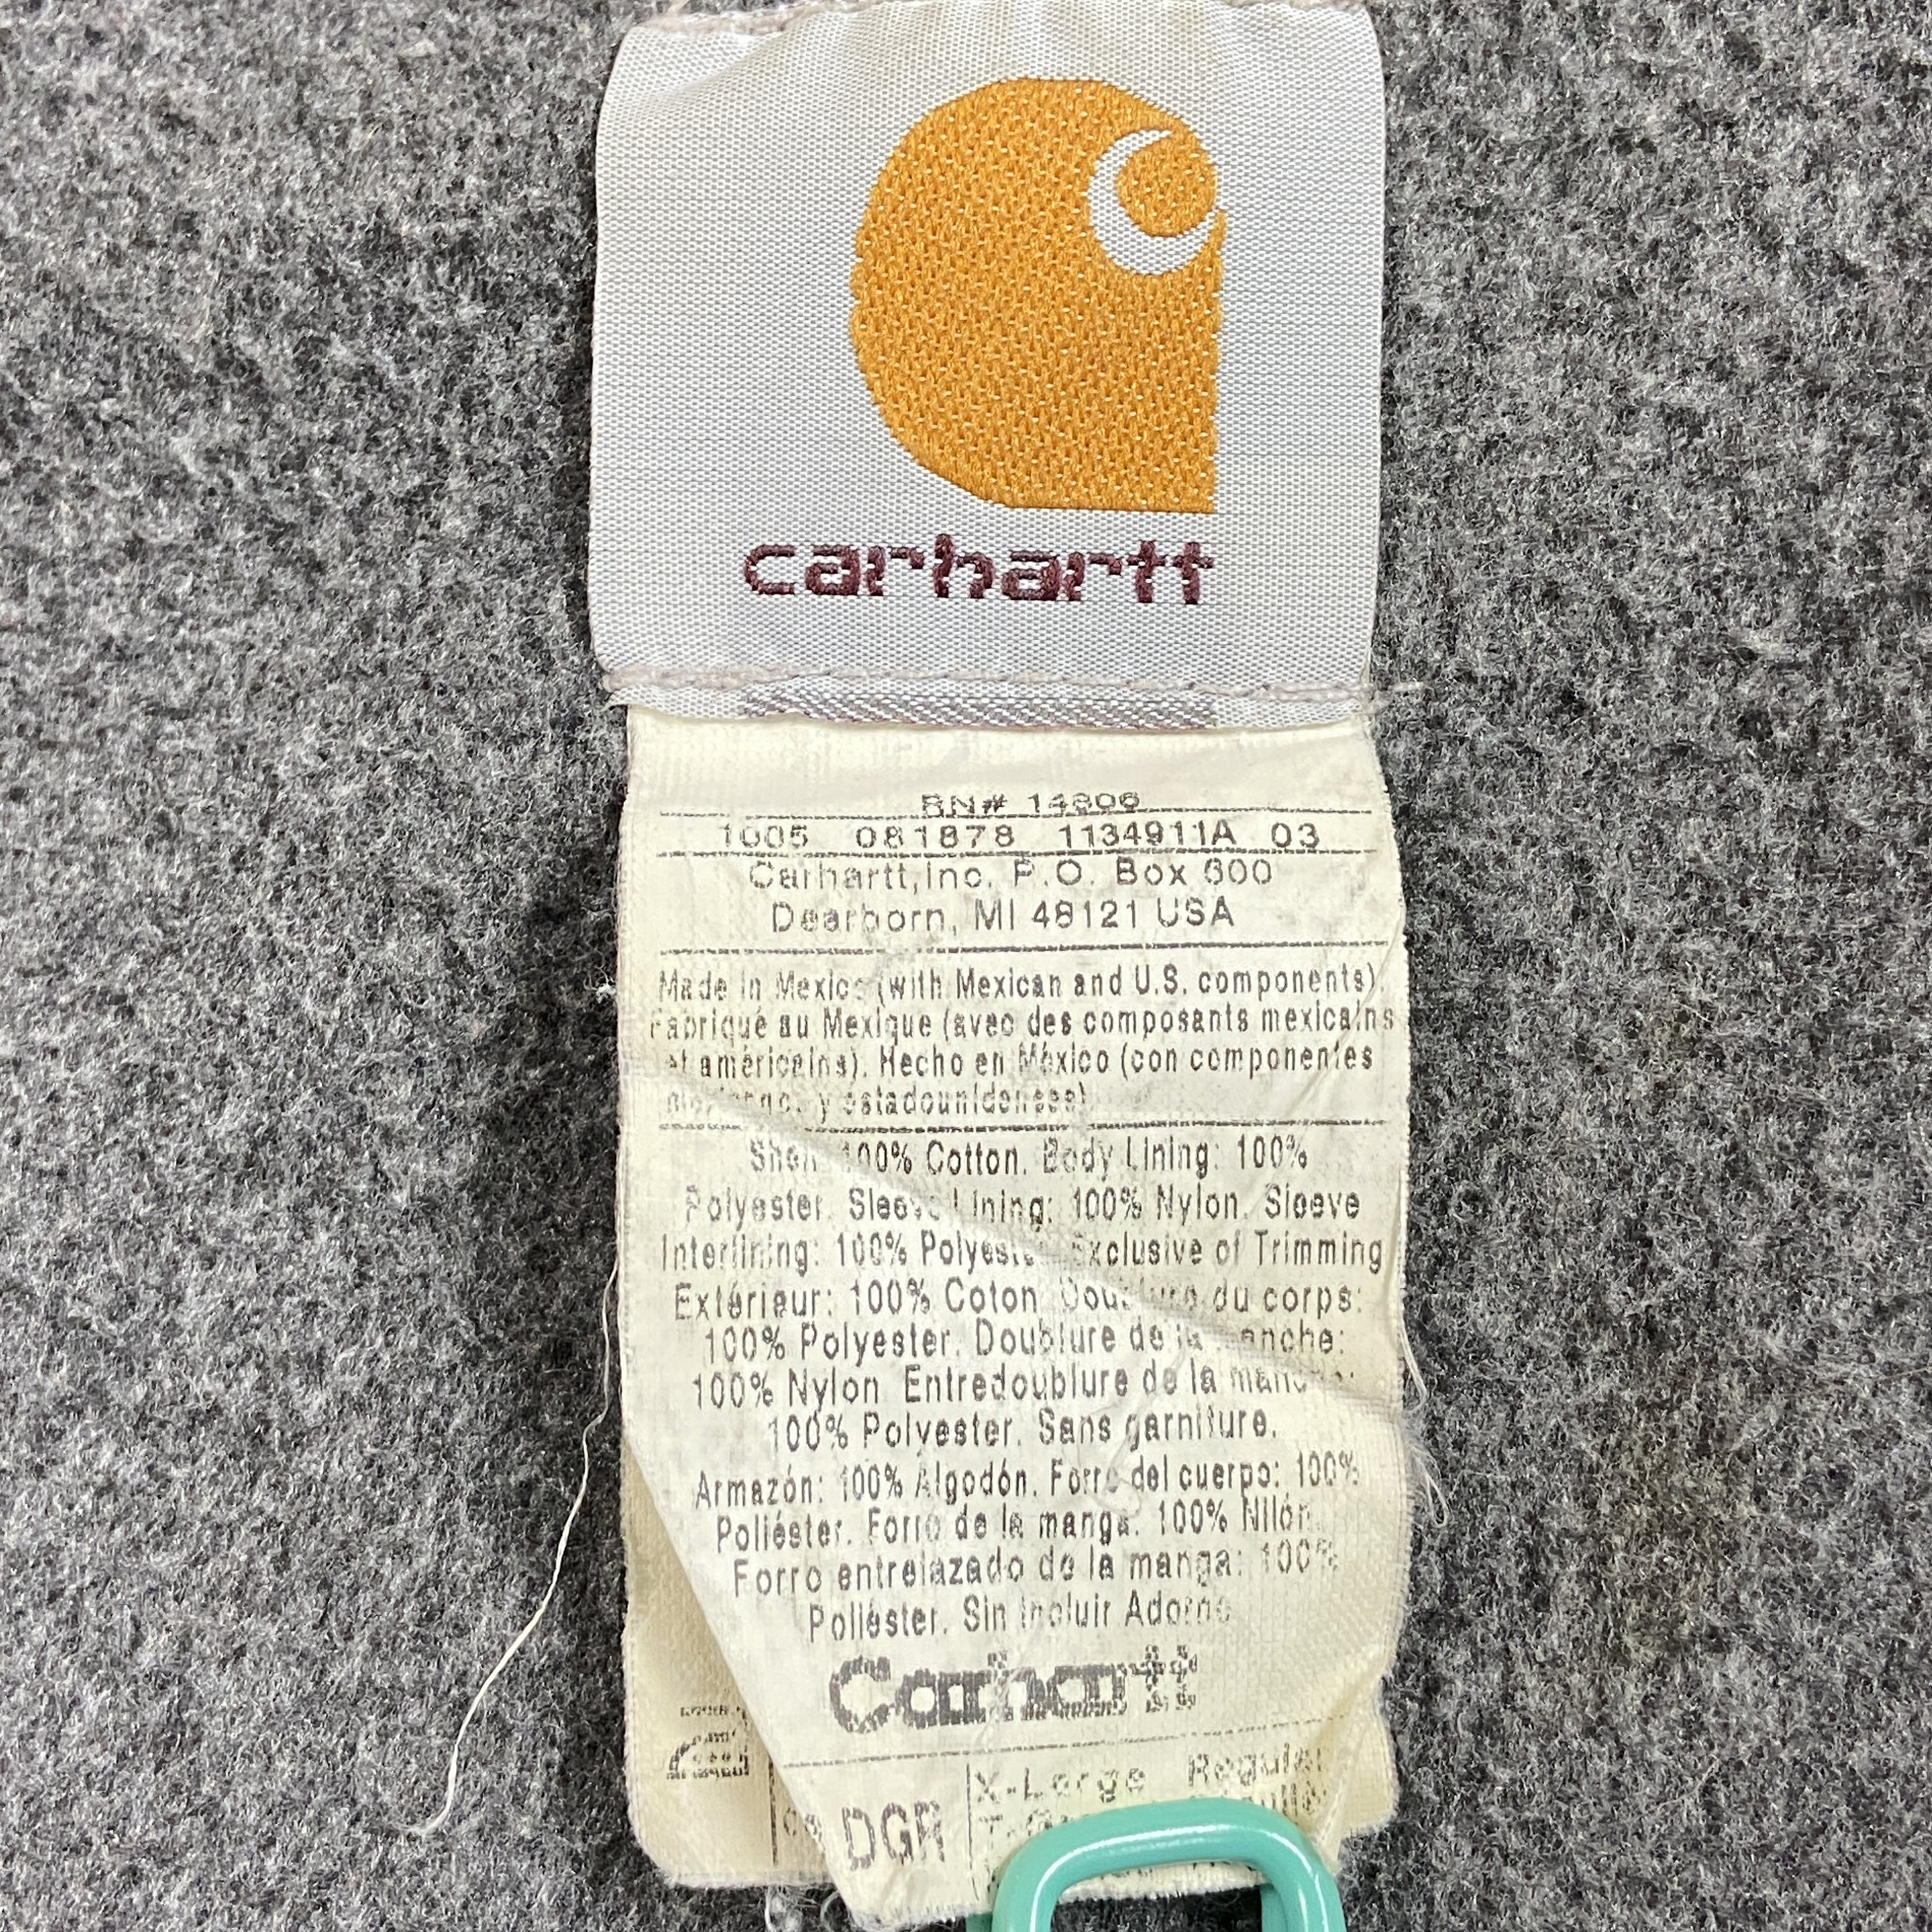 carhartt
RN# 14806
1005 081878 1134911A 03
Carhartt, Inc. P.O. Box 600
Dearborn, MI 48121 USA
Made in Mexico (with Mexican and U.S. components).
Fabriqué au Mexique (avec des composants mexicains
et américains). Hecho en México (con componentes
y estadounidenses)
Shell: 100% Cotton. Body Lining: 100%
Polyester. Sleeve Lining: 100% Nylon. Sleeve
Interlining: 100% Polyester. Exclusive of Trimming
Extérieur: 100% Coton. Doublure du corps:
100% Polyester. Doublure de la manche:
100% Nylon. Entredoublure de la manche:
100% Polyester. Sans garniture.
Armazón: 100% Algodón. Forro del cuerpo: 100%
Poliéster. Forro de la manga: 100% Nilón.
Forro entrelazado de la manga: 100%
Poliéster. Sin Incluir Adorno
Carhartt
DGR X-Large Regular